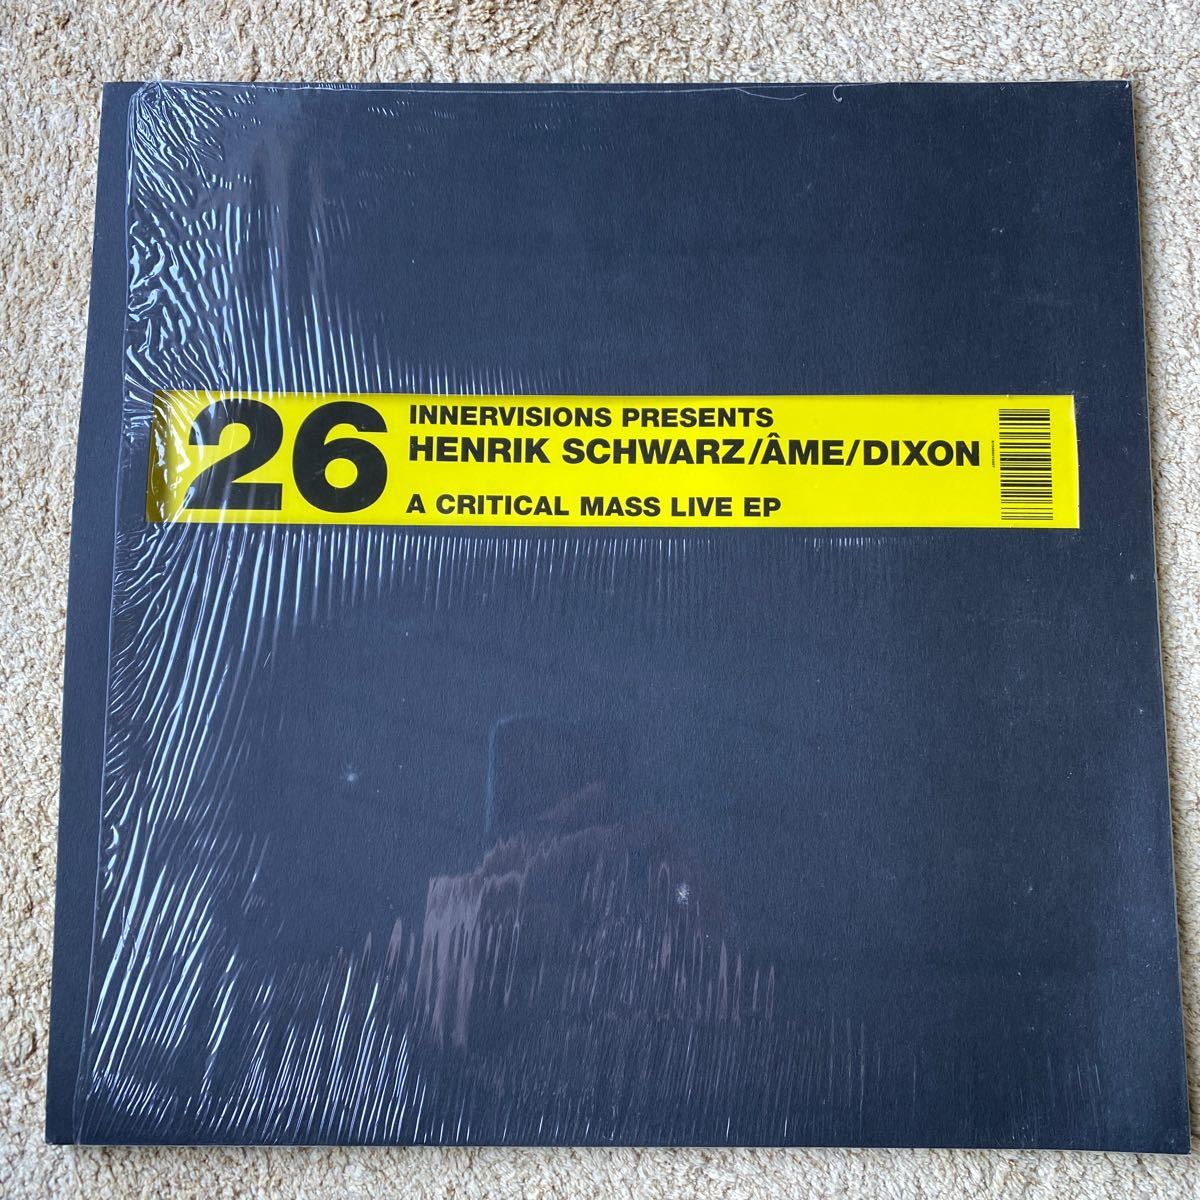 26
INNERVISIONS PRESENTS
HENRIK SCHWARZ/ÂME/DIXON
A CRITICAL MASS LIVE EP